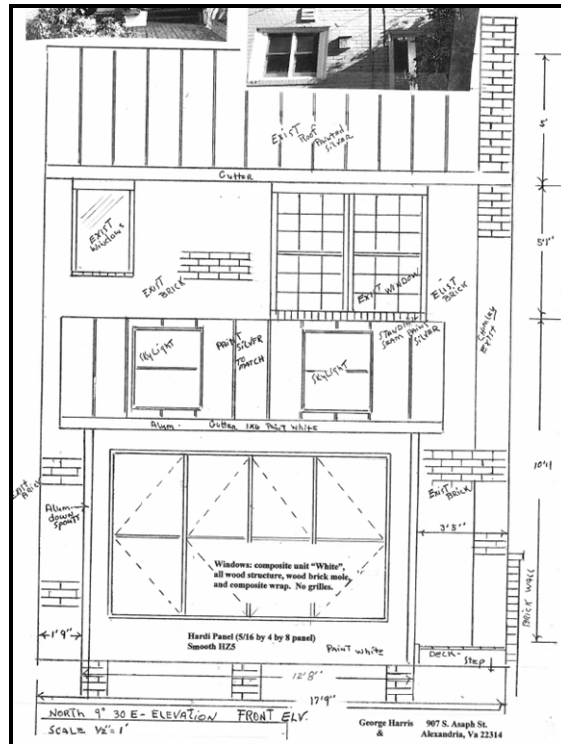 EXIST
Roof
Painted
SILVER
5'
Gutter
EXIST
Windows
EXIST
BRICK
EXIST WINDOW
EXIST
BRICK
5'1"
STANDING
SEAM PAINT
SILVER
CHIMLEY
EXIST
SKYLIGHT
PAINT
SILVER
TO
MATCH
SKYLIGHT
Alum - Gutter 1x6 PAINT WHITE
10'11
EXIST BRICK
EXIST BRICK
Alum-
down
spouts
3'5"
Windows: composite unit "White",
all wood structure, wood brick mole,
and composite wrap. No grilles.
BRICK WALL
Hardi Panel (5/16 by 4 by 8 panel)
Smooth HZ5
PAINT White
1'9"
DECK-
STEP
12'8"
17'9"
NORTH 9° 30 E - ELEVATION FRONT ELV.
SCALE ½" = 1'
George Harris 907 S. Asaph St.
& Alexandria, Va 22314